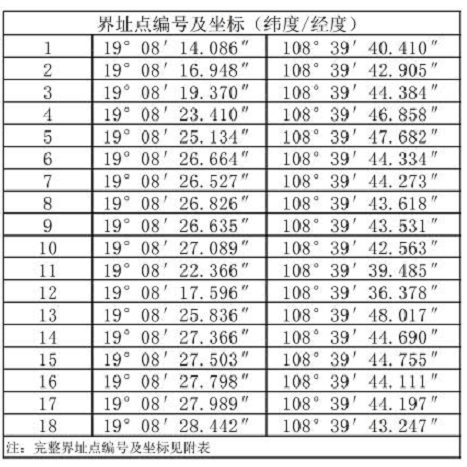 界址点编号及坐标（纬度/经度）
1 19° 08′ 14.086″ 108° 39′ 40.410″
2 19° 08′ 16.948″ 108° 39′ 42.905″
3 19° 08′ 19.370″ 108° 39′ 44.384″
4 19° 08′ 23.410″ 108° 39′ 46.858″
5 19° 08′ 25.134″ 108° 39′ 47.682″
6 19° 08′ 26.664″ 108° 39′ 44.334″
7 19° 08′ 26.527″ 108° 39′ 44.273″
8 19° 08′ 26.826″ 108° 39′ 43.618″
9 19° 08′ 26.635″ 108° 39′ 43.531″
10 19° 08′ 27.089″ 108° 39′ 42.563″
11 19° 08′ 22.366″ 108° 39′ 39.485″
12 19° 08′ 17.596″ 108° 39′ 36.378″
13 19° 08′ 25.836″ 108° 39′ 48.017″
14 19° 08′ 27.366″ 108° 39′ 44.690″
15 19° 08′ 27.503″ 108° 39′ 44.755″
16 19° 08′ 27.798″ 108° 39′ 44.111″
17 19° 08′ 27.989″ 108° 39′ 44.197″
18 19° 08′ 28.442″ 108° 39′ 43.247″
注：完整界址点编号及坐标见附表